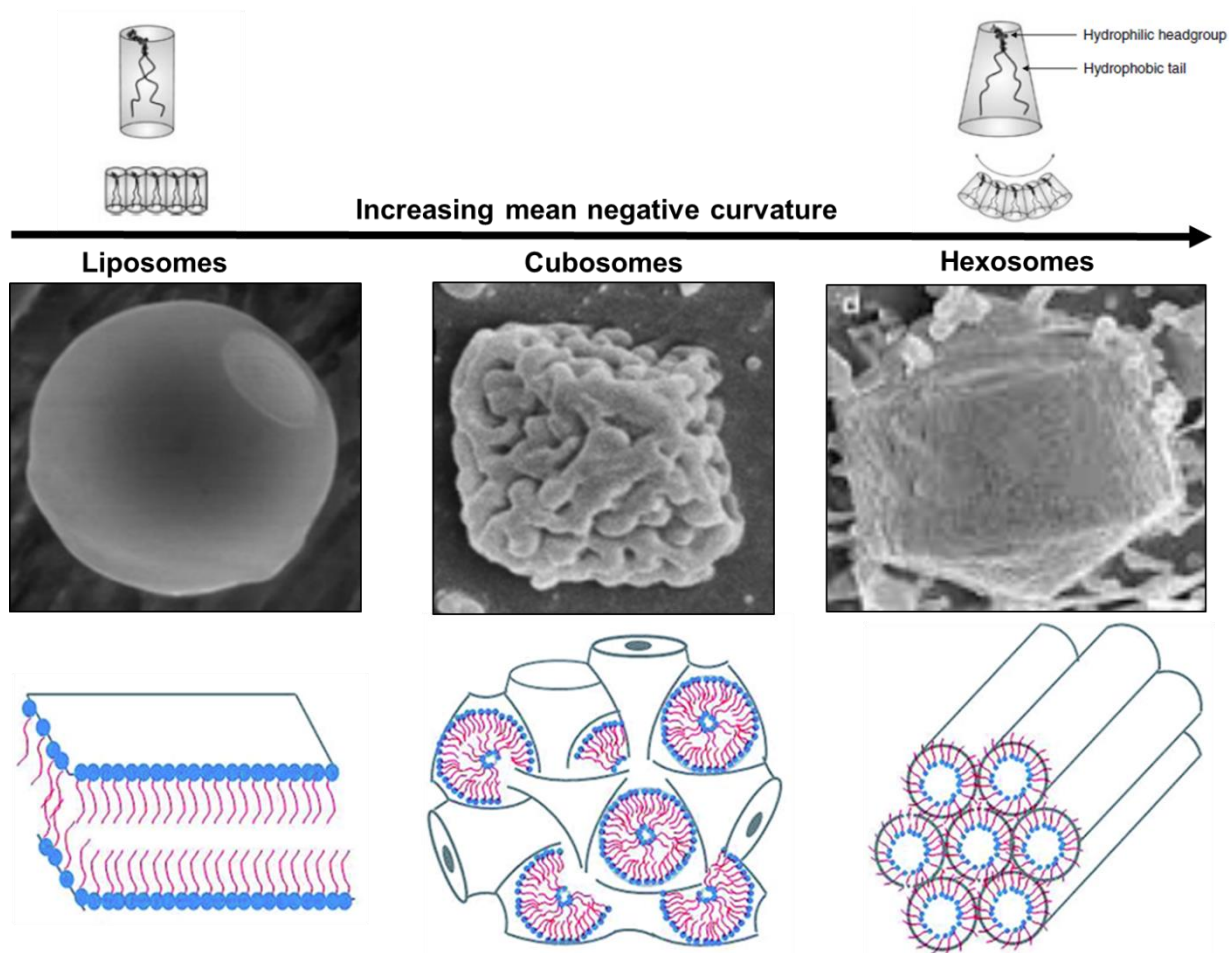 Hydrophilic headgroup
Hydrophobic tail
Increasing mean negative curvature
Liposomes
Cubosomes
Hexosomes
d